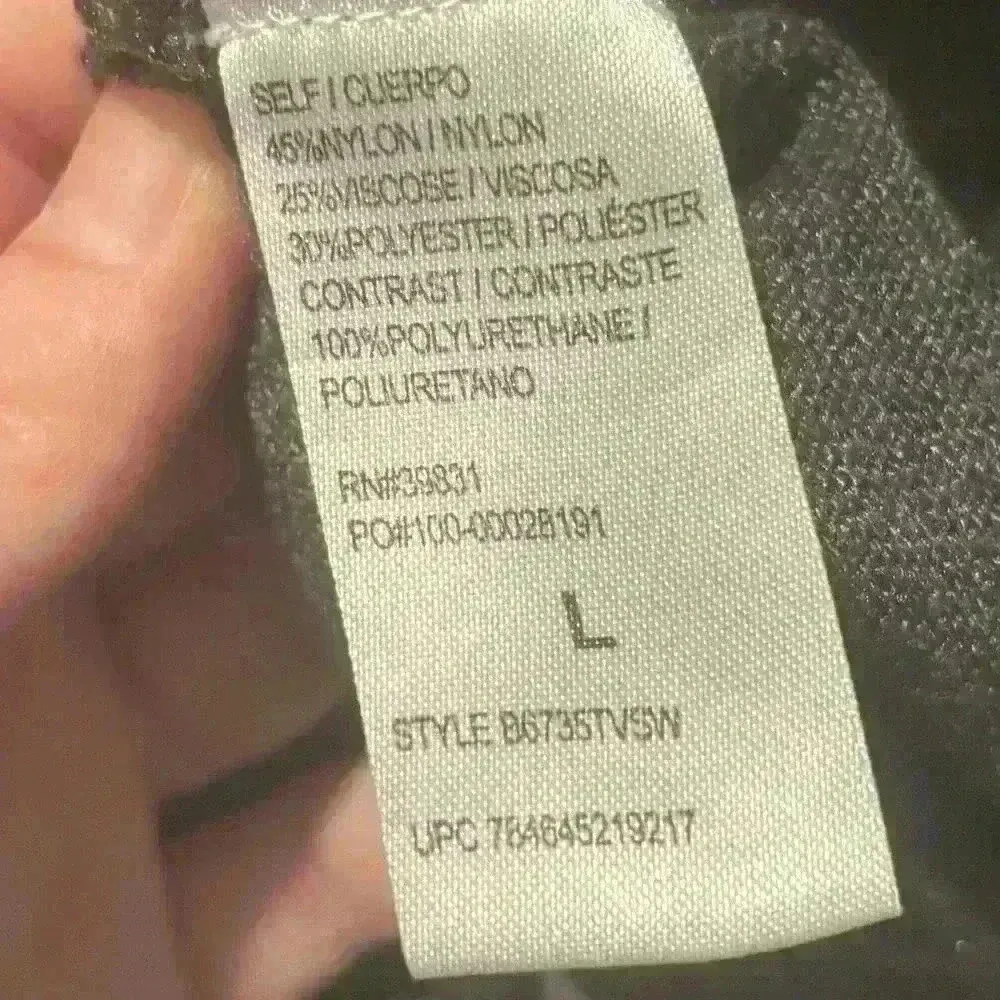 SELF / CUERPO
45%NYLON / NYLON
25%VISCOSE / VISCOSA
30%POLYESTER / POLIÉSTER
CONTRAST / CONTRASTE
100%POLYURETHANE /
POLIURETANO
RN#39831
PO#100-00028191
L
STYLE B6735TVSW
UPC 784645219217